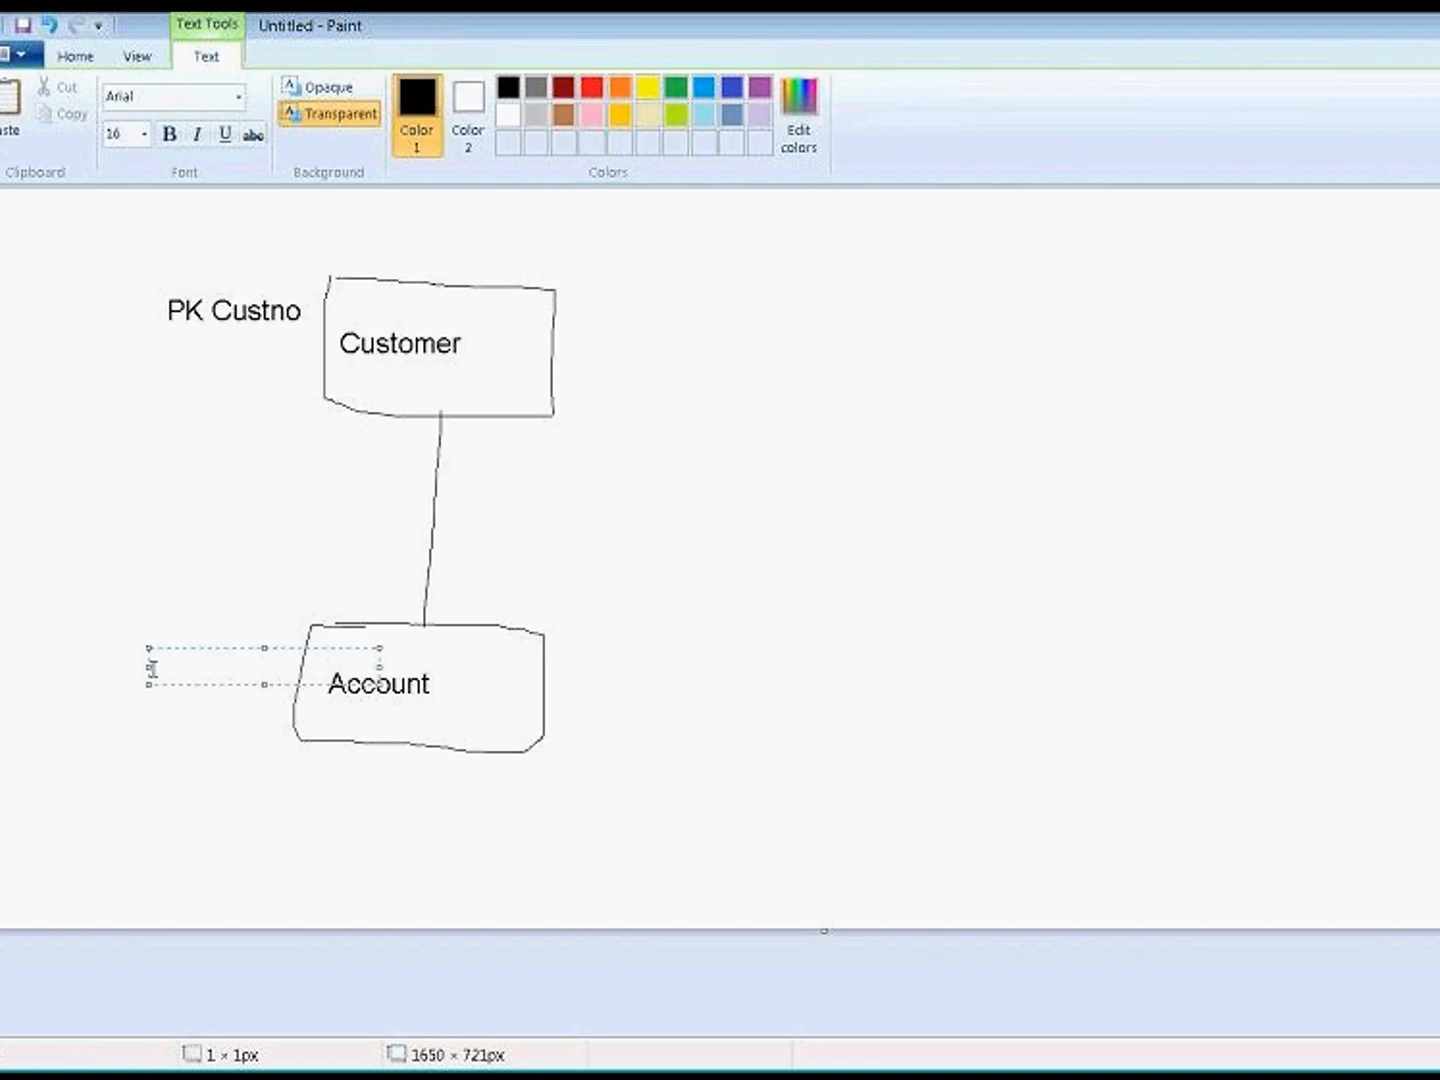 Text Tools
Untitled - Paint
Home
View
Text
Cut
Arial
Opaque
Copy
16
B I U abc
Transparent
Color
1
Color
2
Edit
colors
Clipboard
Font
Background
Colors
PK Custno
Customer
Account
1 × 1px
1650 × 721px